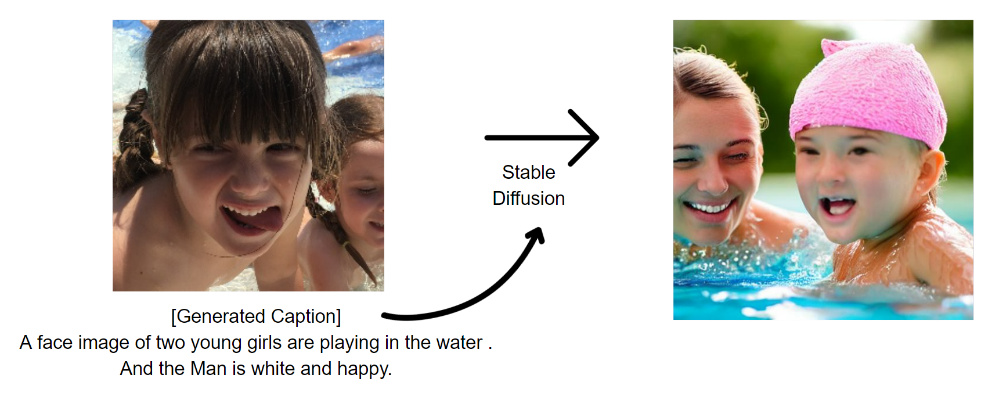 Stable
Diffusion
[Generated Caption]
A face image of two young girls are playing in the water .
And the Man is white and happy.